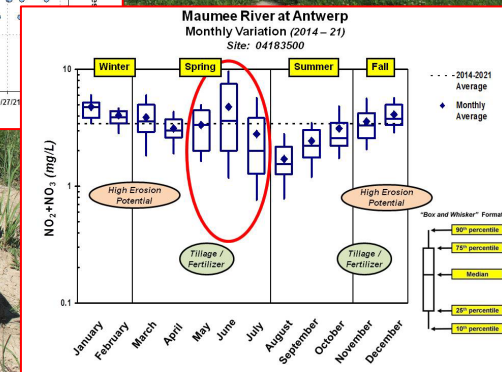 /27/21
Maumee River at Antwerp
Monthly Variation (2014 – 21)
Site: 04183500
Winter Spring Summer Fall
10
1
0.1
NO2+NO3 (mg/L)
2014-2021
Average
Monthly
Average
High Erosion
Potential
High Erosion
Potential
Tillage /
Fertilizer
Tillage /
Fertilizer
"Box and Whisker" Format
90th percentile
75th percentile
Median
25th percentile
10th percentile
January February March April May June July August September October November December